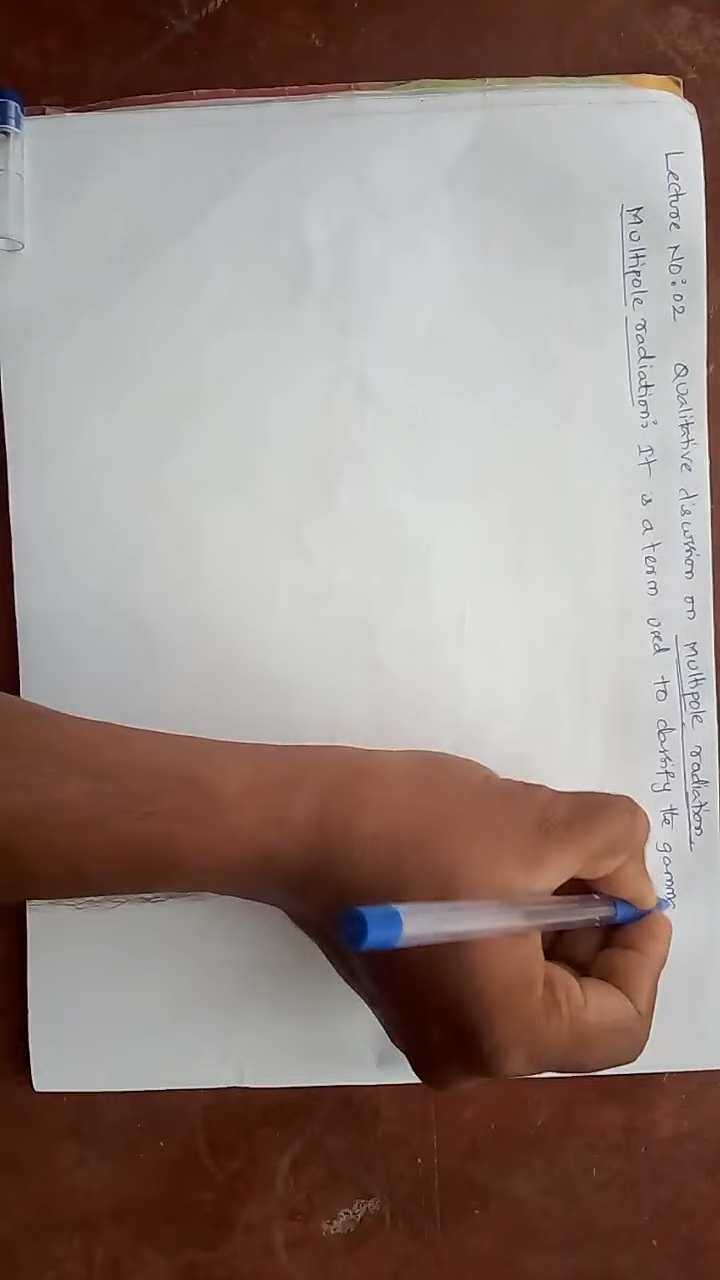 Lecture No:02 Qualitative discussion on Multipole radiation
Multipole radiation: It is a term used to classify the gamma